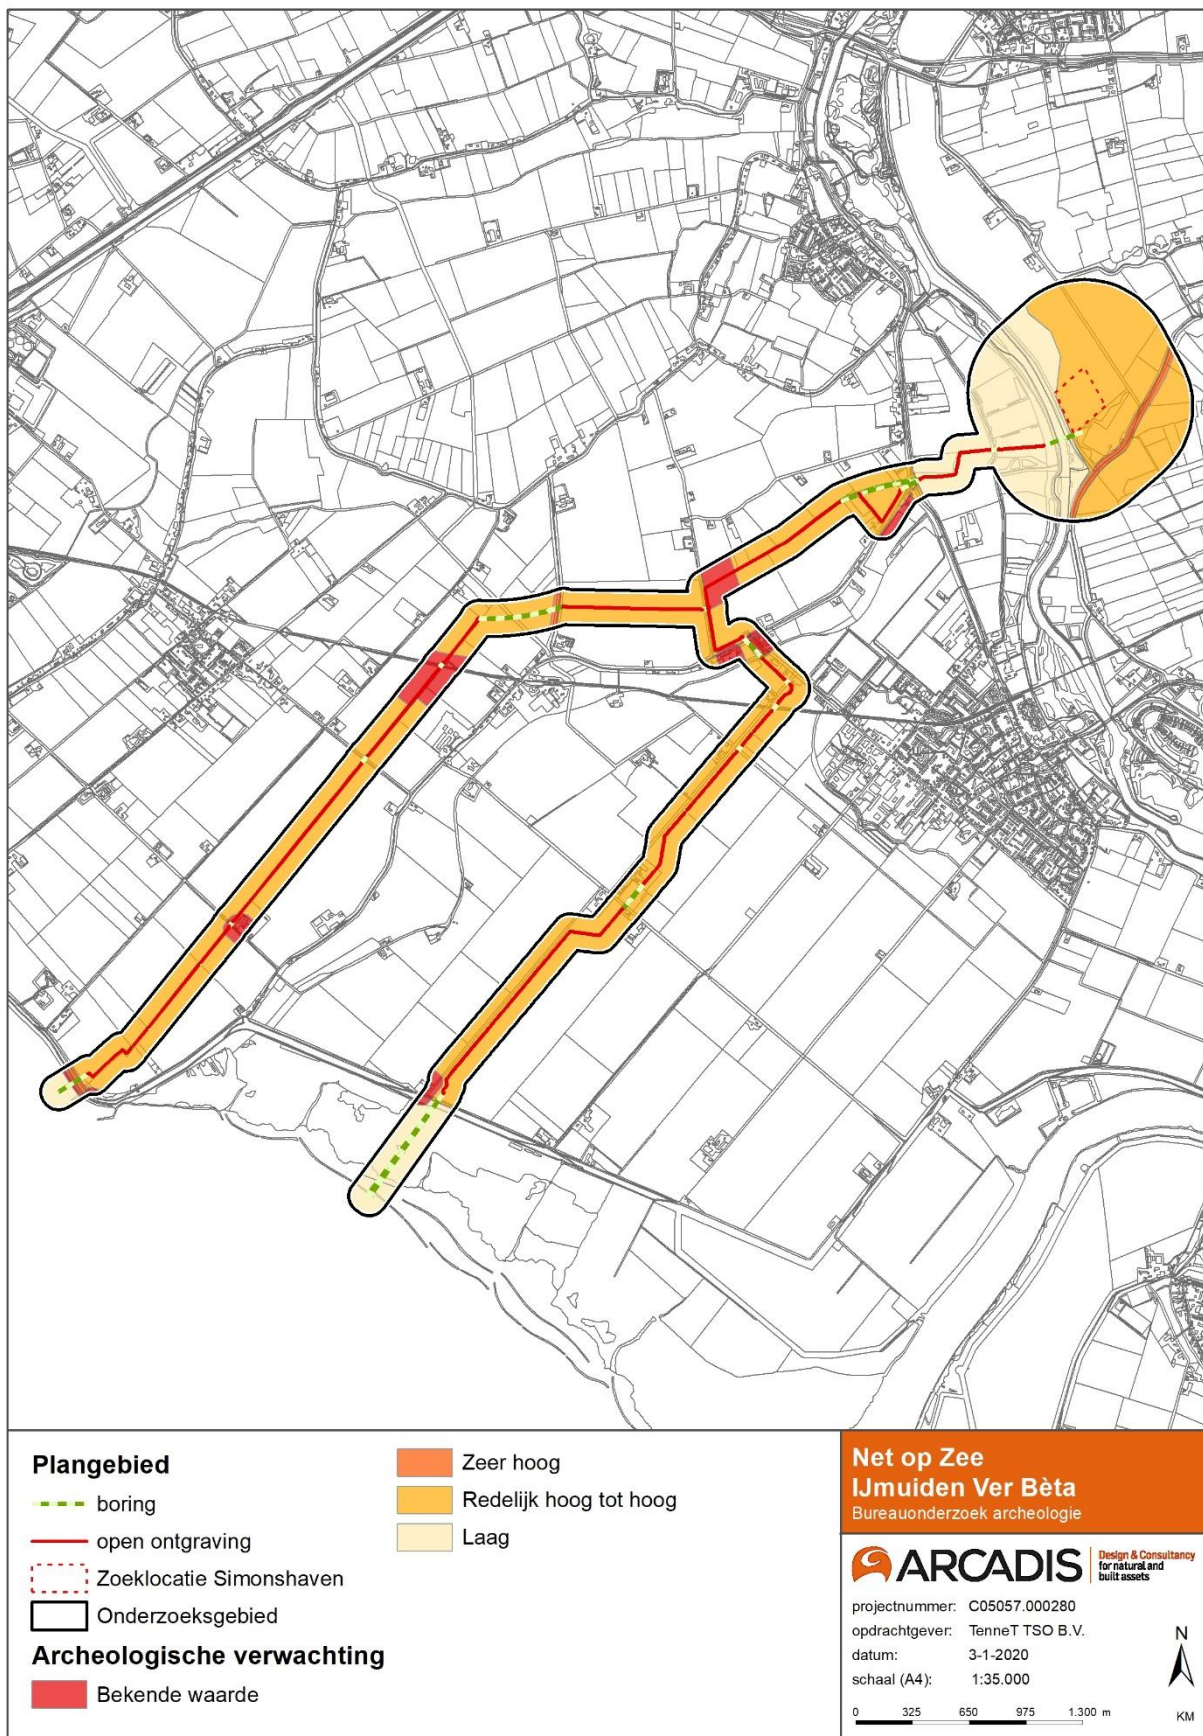 Plangebied
boring
open ontgraving
Zoeklocatie Simonshaven
Onderzoeksgebied
Archeologische verwachting
Bekende waarde
Zeer hoog
Redelijk hoog tot hoog
Laag
Net op Zee
IJmuiden Ver Bèta
Bureauonderzoek archeologie
ARCADIS
Design & Consultancy
for natural and
built assets
projectnummer: C05057.000280
opdrachtgever: TenneT TSO B.V.
datum: 3-1-2020
schaal (A4): 1:35.000
N
0 325 650 975 1.300 m
KM